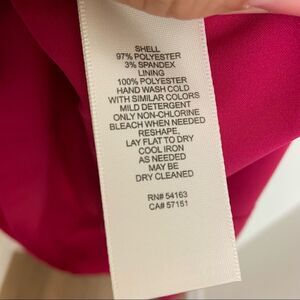 SHELL
97% POLYESTER
3% SPANDEX
LINING
100% POLYESTER
HAND WASH COLD
WITH SIMILAR COLORS
MILD DETERGENT
ONLY NON-CHLORINE
BLEACH WHEN NEEDED
RESHAPE,
LAY FLAT TO DRY
COOL IRON
AS NEEDED
MAY BE
DRY CLEANED
RN# 54163
CA# 57151